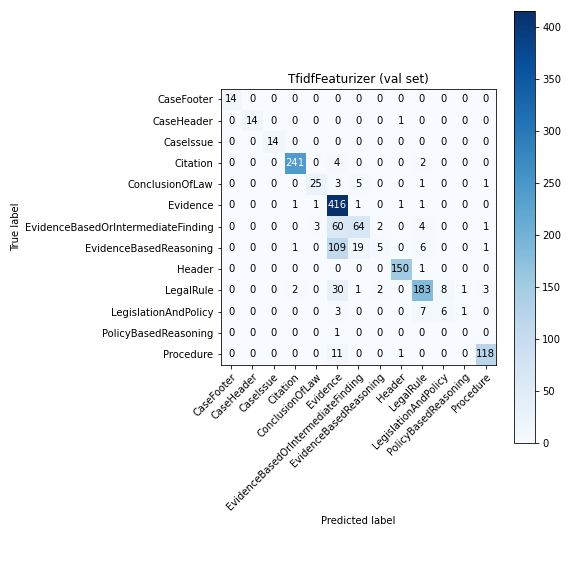 TfidfFeaturizer (val set)
CaseFooter 14 0 0 0 0 0 0 0 0 0 0 0 0
CaseHeader 0 14 0 0 0 0 0 0 1 0 0 0 0
CaseIssue 0 0 14 0 0 0 0 0 0 0 0 0 0
Citation 0 0 0 241 0 4 0 0 0 2 0 0 0
ConclusionOfLaw 0 0 0 0 25 3 5 0 0 1 0 0 1
Evidence 0 0 0 1 1 416 1 0 1 1 0 0 0
EvidenceBasedOrIntermediateFinding 0 0 0 0 3 60 64 2 0 4 0 0 1
EvidenceBasedReasoning 0 0 0 1 0 109 19 5 0 6 0 0 1
Header 0 0 0 0 0 0 0 0 150 1 0 0 0
LegalRule 0 0 0 2 0 30 1 2 0 183 8 1 3
LegislationAndPolicy 0 0 0 0 0 3 0 0 0 7 6 1 0
PolicyBasedReasoning 0 0 0 0 0 1 0 0 0 0 0 0 0
Procedure 0 0 0 0 0 11 0 0 1 0 0 0 118
True label
CaseFooter
CaseHeader
CaseIssue
Citation
ConclusionOfLaw
Evidence
EvidenceBasedOrIntermediateFinding
EvidenceBasedReasoning
Header
LegalRule
LegislationAndPolicy
PolicyBasedReasoning
Procedure
Predicted label
400
350
300
250
200
150
100
50
0